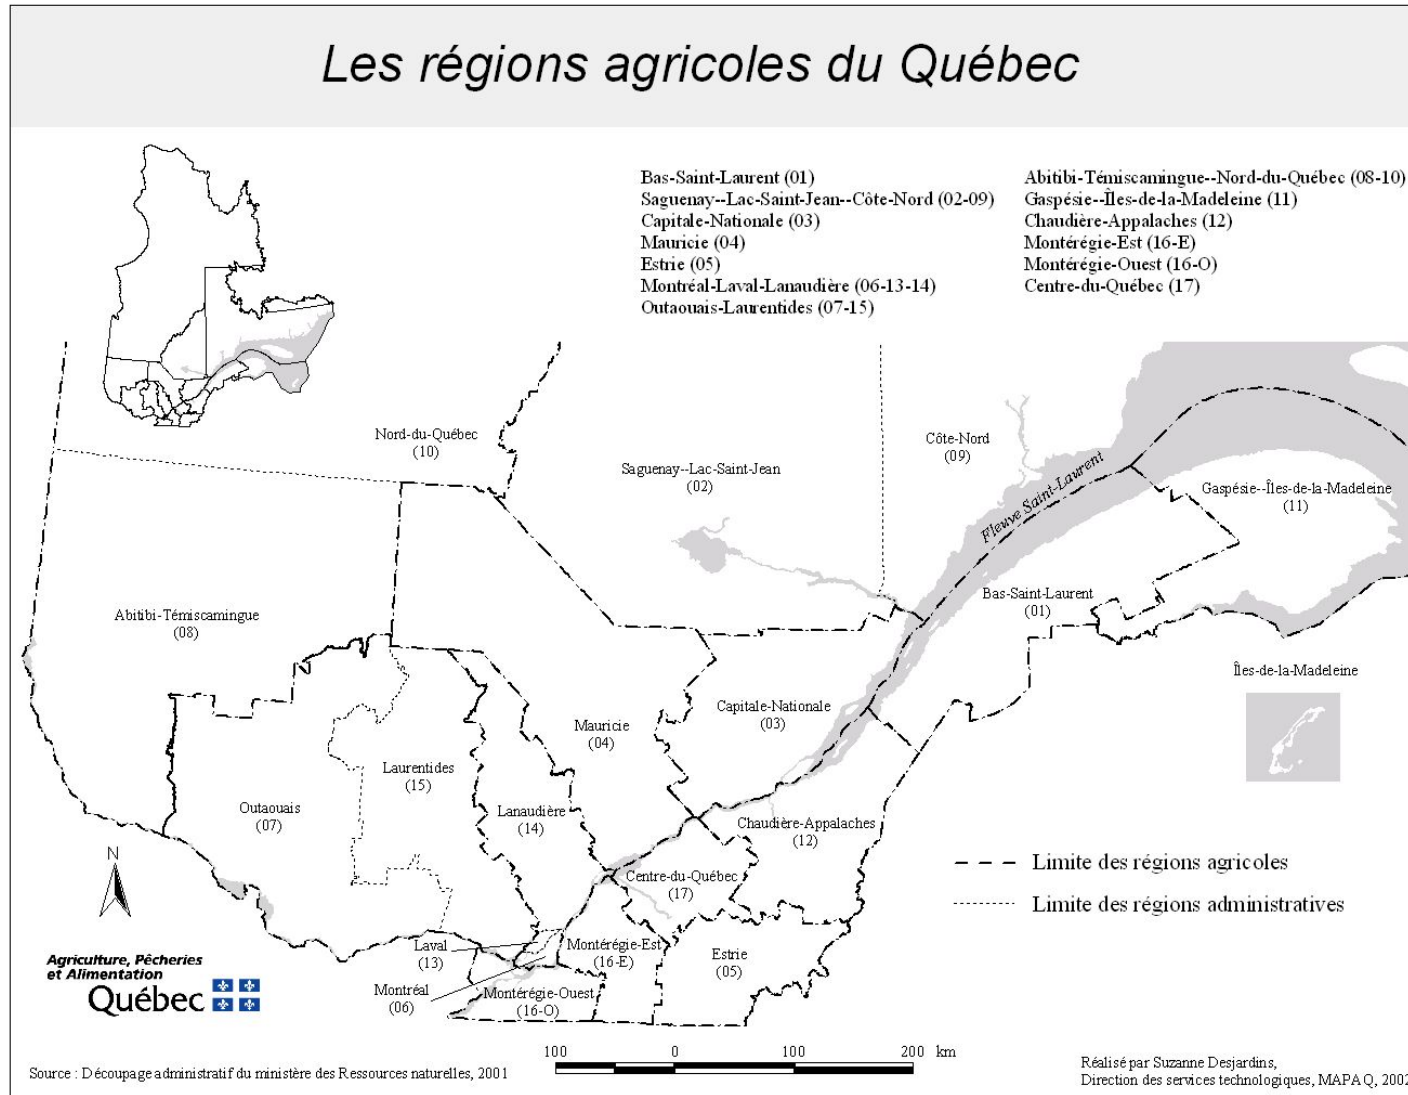 Les régions agricoles du Québec
Bas-Saint-Laurent (01)
Saguenay--Lac-Saint-Jean--Côte-Nord (02-09)
Capitale-Nationale (03)
Mauricie (04)
Estrie (05)
Montréal-Laval-Lanaudière (06-13-14)
Outaouais-Laurentides (07-15)
Abitibi-Témiscamingue--Nord-du-Québec (08-10)
Gaspésie--Îles-de-la-Madeleine (11)
Chaudière-Appalaches (12)
Montérégie-Est (16-E)
Montérégie-Ouest (16-O)
Centre-du-Québec (17)
Nord-du-Québec
(10)
Saguenay--Lac-Saint-Jean
(02)
Côte-Nord
(09)
Fleuve Saint-Laurent
Gaspésie--Îles-de-la-Madeleine
(11)
Bas-Saint-Laurent
(01)
Abitibi-Témiscamingue
(08)
Îles-de-la-Madeleine
Capitale-Nationale
(03)
Mauricie
(04)
Laurentides
(15)
Outaouais
(07)
Lanaudière
(14)
Chaudière-Appalaches
(12)
Centre-du-Québec
(17)
Limite des régions agricoles
Limite des régions administratives
N
Laval
(13)
Montérégie-Est
(16-E)
Estrie
(05)
Montréal
(06)
Montérégie-Ouest
(16-O)
Agriculture, Pêcheries
et Alimentation
Québec
100 0 100 200 km
Source : Découpage administratif du ministère des Ressources naturelles, 2001
Réalisé par Suzanne Desjardins,
Direction des services technologiques, MAPAQ, 2002